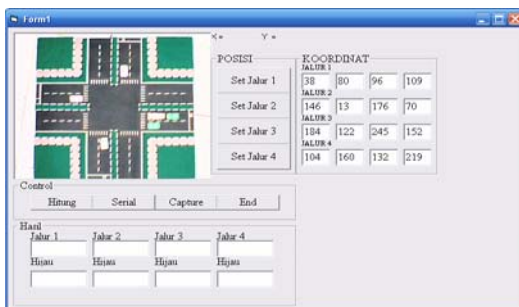 Form1
X = Y =
POSISI
Set Jalur 1
Set Jalur 2
Set Jalur 3
Set Jalur 4
KOORDINAT
JALUR 1
38 80 96 109
JALUR 2
146 13 176 70
JALUR 3
184 122 245 152
JALUR 4
104 160 132 219
Control
Hitung Serial Capture End
Hasil
Jalur 1 Jalur 2 Jalur 3 Jalur 4
Hijau Hijau Hijau Hijau